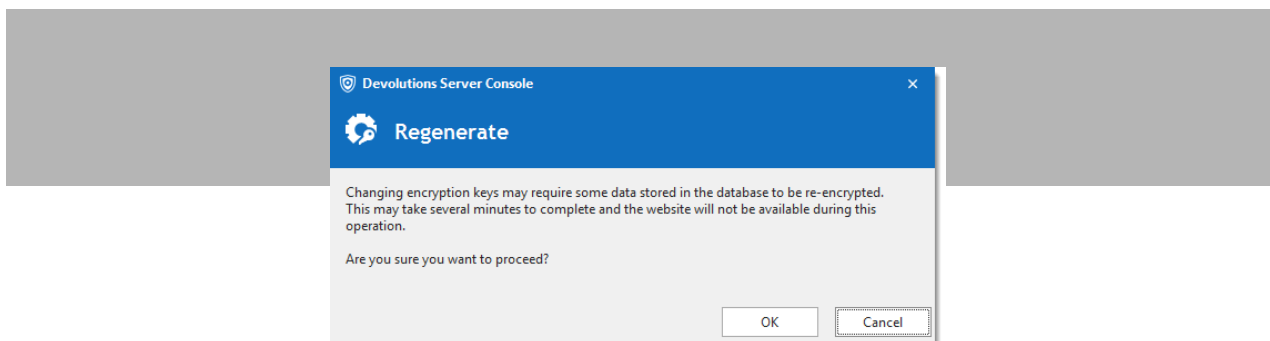 Devolutions Server Console
Regenerate
Changing encryption keys may require some data stored in the database to be re-encrypted.
This may take several minutes to complete and the website will not be available during this
operation.
Are you sure you want to proceed?
OK
Cancel